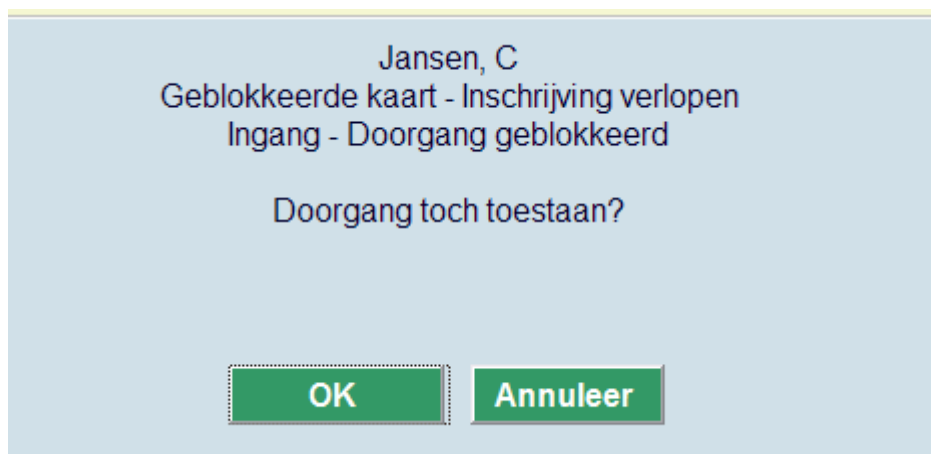 Jansen, C
Geblokkeerde kaart - Inschrijving verlopen
Ingang - Doorgang geblokkeerd
Doorgang toch toestaan?
OK
Annuleer